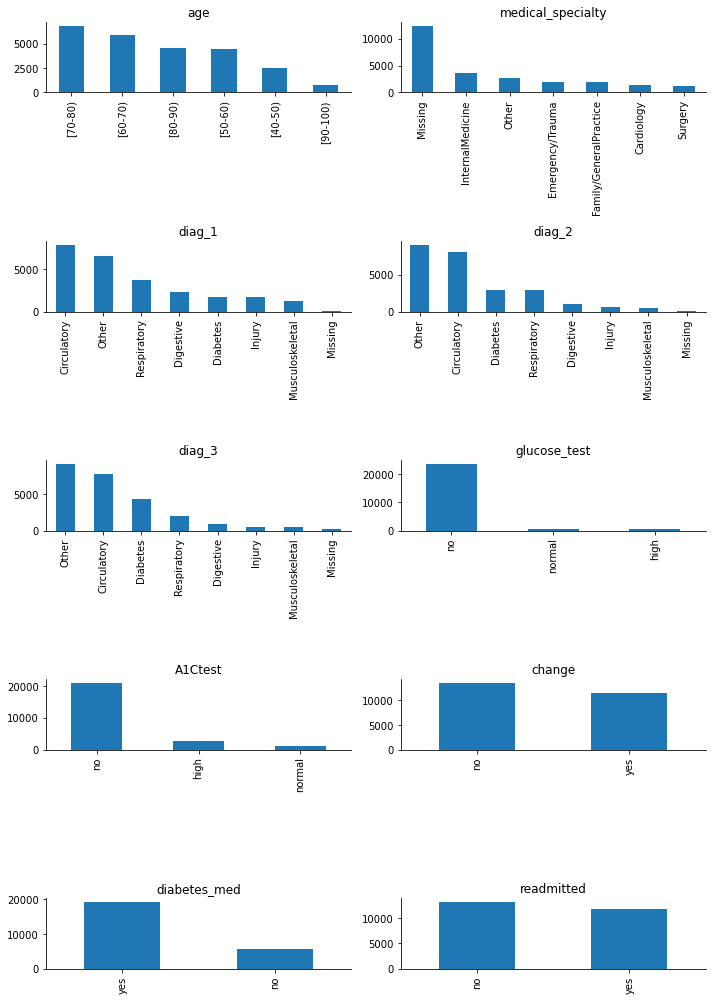 age
5000
2500
0
[70-80)
[60-70)
[80-90)
[50-60)
[40-50)
[90-100)
medical_specialty
10000
5000
0
Missing
InternalMedicine
Other
Emergency/Trauma
Family/GeneralPractice
Cardiology
Surgery
diag_1
5000
0
Circulatory
Other
Respiratory
Digestive
Diabetes
Injury
Musculoskeletal
Missing
diag_2
5000
0
Other
Circulatory
Diabetes
Respiratory
Digestive
Injury
Musculoskeletal
Missing
diag_3
5000
0
Other
Circulatory
Diabetes
Respiratory
Digestive
Injury
Musculoskeletal
Missing
glucose_test
20000
10000
0
no
normal
high
A1Ctest
20000
10000
0
no
high
normal
change
10000
5000
0
no
yes
diabetes_med
20000
10000
0
yes
no
readmitted
10000
5000
0
no
yes